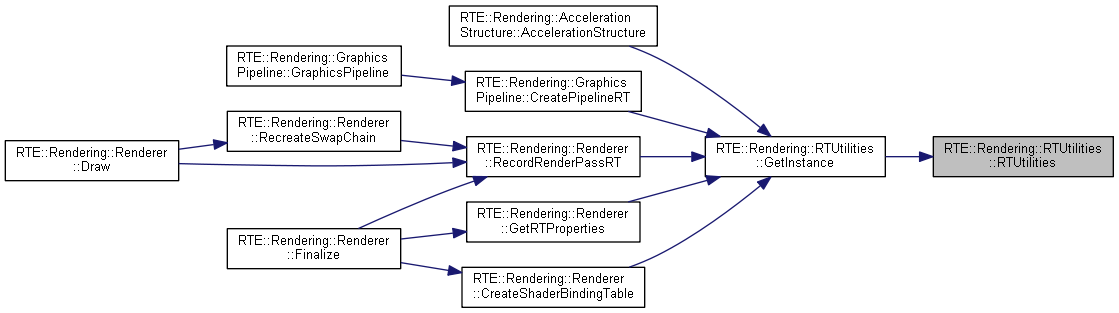 RTE::Rendering::Acceleration
Structure::AccelerationStructure
RTE::Rendering::Graphics
Pipeline::GraphicsPipeline
RTE::Rendering::Graphics
Pipeline::CreatePipelineRT
RTE::Rendering::Renderer
::RecreateSwapChain
RTE::Rendering::Renderer
::Draw
RTE::Rendering::Renderer
::RecordRenderPassRT
RTE::Rendering::RTUtilities
::GetInstance
RTE::Rendering::RTUtilities
::RTUtilities
RTE::Rendering::Renderer
::GetRTProperties
RTE::Rendering::Renderer
::Finalize
RTE::Rendering::Renderer
::CreateShaderBindingTable